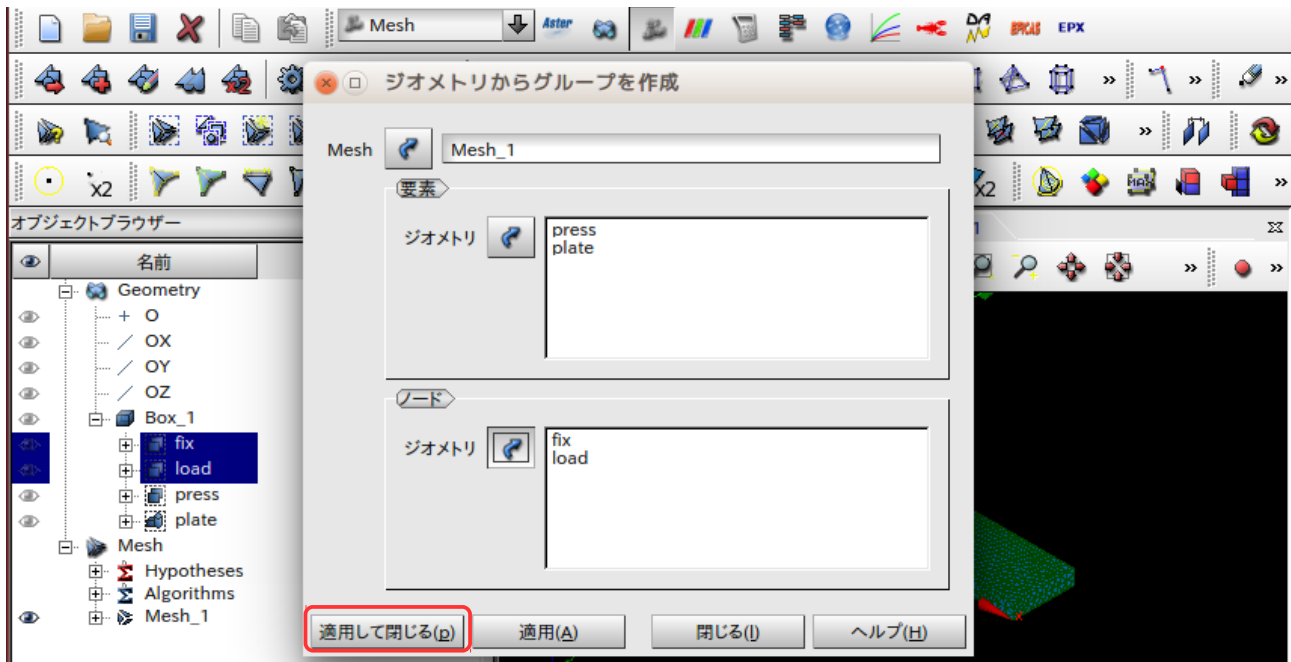 Mesh
Aster
EFICAS
EPX
ジオメトリからグループを作成
Mesh
Mesh_1
x2
x2
MAX
要素
オブジェクトブラウザー
ジオメトリ
press
plate
名前
Geometry
O
OX
OY
OZ
Box_1
ノード
fix
ジオメトリ
fix
load
load
press
plate
Mesh
Hypotheses
Algorithms
Mesh_1
適用して閉じる(p)
適用(A)
閉じる(l)
ヘルプ(H)